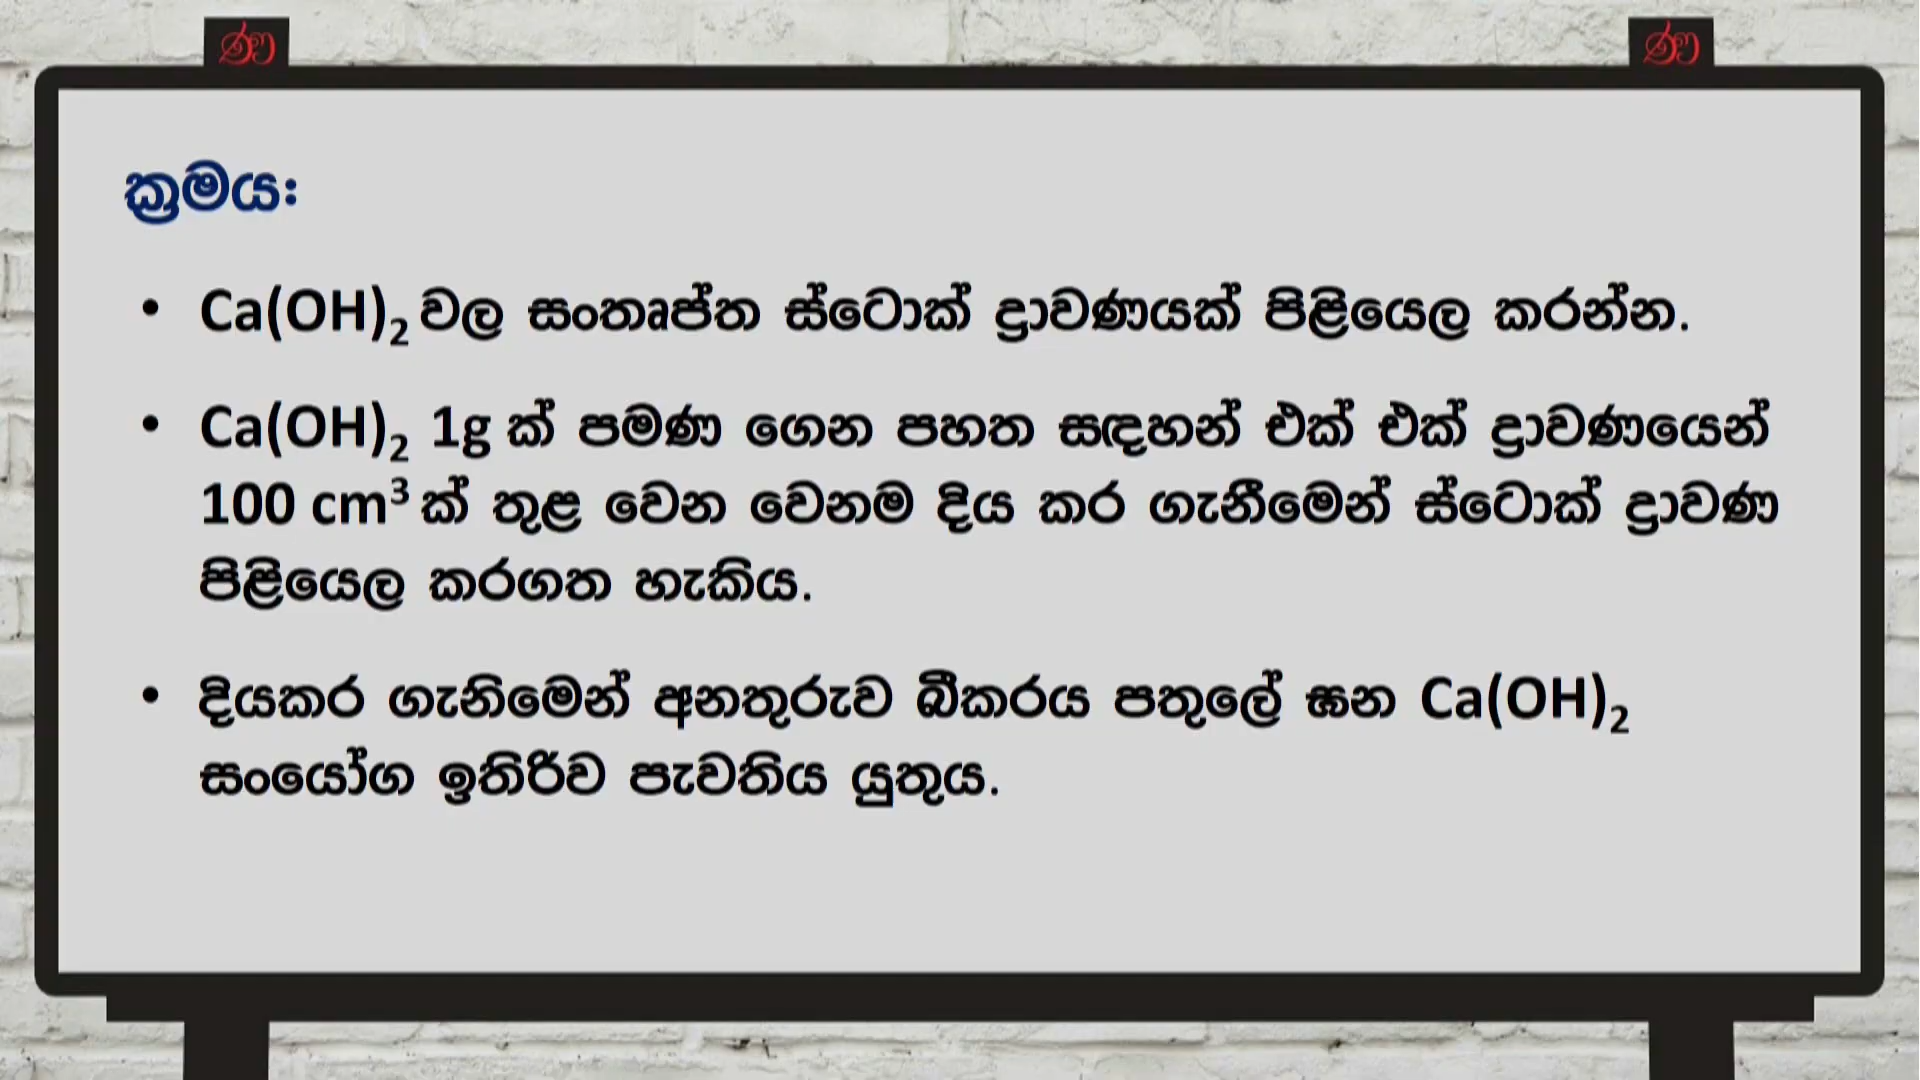 ණ
ණ
ක්‍රමය:
• Ca(OH)₂ වල සංතෘප්ත ස්ටොක් ද්‍රාවණයක් පිළියෙල කරන්න.
• Ca(OH)₂ 1g ක් පමණ ගෙන පහත සඳහන් එක් එක් ද්‍රාවණයෙන්
100 cm³ ක් තුළ වෙන වෙනම දිය කර ගැනීමෙන් ස්ටොක් ද්‍රාවණ
පිළියෙල කරගත හැකිය.
• දියකර ගැනිමෙන් අනතුරුව බීකරය පතුලේ ඝන Ca(OH)₂
සංයෝග ඉතිරිව පැවතිය යුතුය.